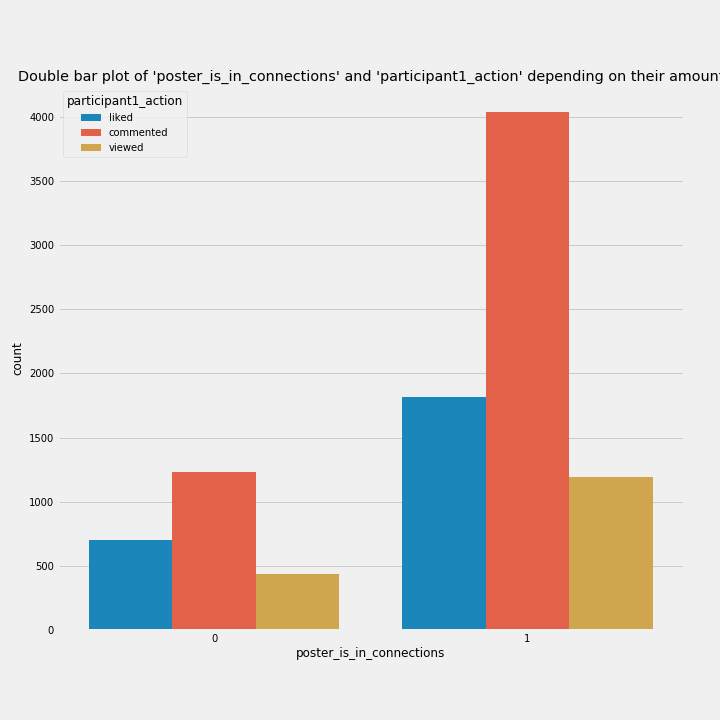 Double bar plot of 'poster_is_in_connections' and 'participant1_action' depending on their amount
participant1_action
liked
commented
viewed
4000
3500
3000
2500
2000
1500
1000
500
0
count
0 1
poster_is_in_connections